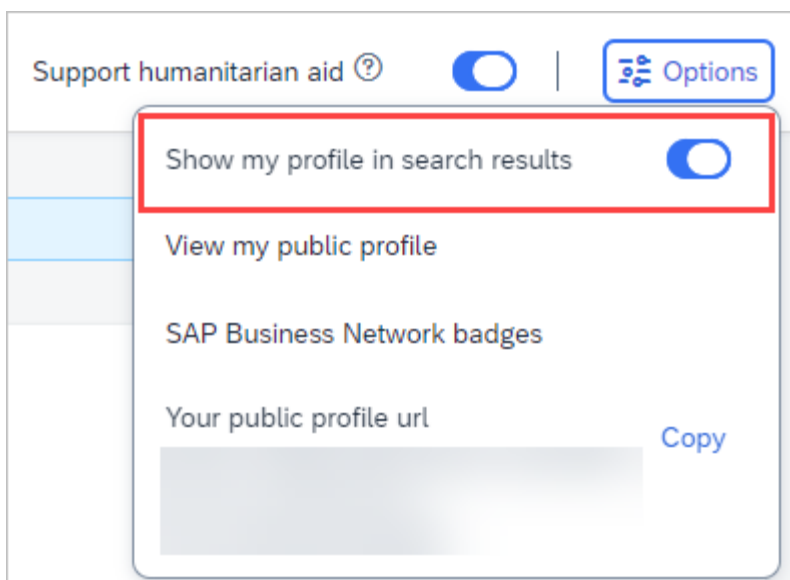 Support humanitarian aid ?
Options
Show my profile in search results
View my public profile
SAP Business Network badges
Your public profile url
Copy